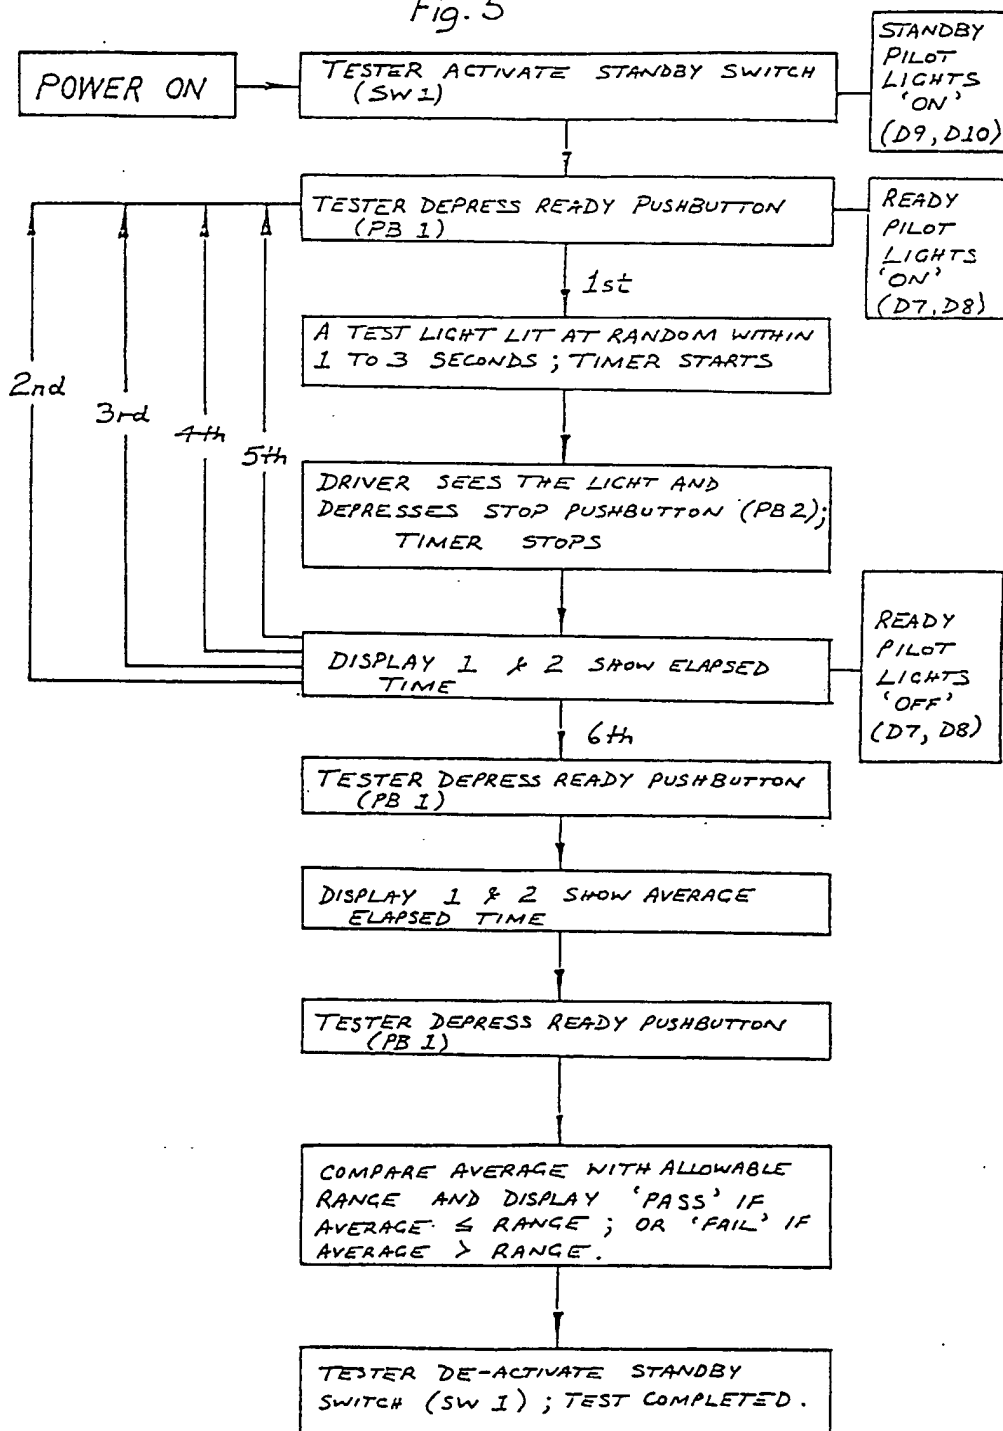 Fig. 5
POWER ON
TESTER ACTIVATE STANDBY SWITCH
(SW1)
STANDBY
PILOT
LIGHTS
'ON'
(D9, D10)
TESTER DEPRESS READY PUSHBUTTON
(PB 1)
READY
PILOT
LIGHTS
'ON'
(D7, D8)
1st
A TEST LIGHT LIT AT RANDOM WITHIN
1 TO 3 SECONDS ; TIMER STARTS
2nd
3rd
4th
5th
DRIVER SEES THE LIGHT AND
DEPRESSES STOP PUSHBUTTON (PB2);
TIMER STOPS
DISPLAY 1 & 2 SHOW ELAPSED
TIME
READY
PILOT
LIGHTS
'OFF'
(D7, D8)
6th
TESTER DEPRESS READY PUSHBUTTON
(PB 1)
DISPLAY 1 & 2 SHOW AVERAGE
ELAPSED TIME
TESTER DEPRESS READY PUSHBUTTON
(PB 1)
COMPARE AVERAGE WITH ALLOWABLE
RANGE AND DISPLAY 'PASS' IF
AVERAGE ≤ RANGE ; OR 'FAIL' IF
AVERAGE > RANGE.
TESTER DE-ACTIVATE STANDBY
SWITCH (SW 1) ; TEST COMPLETED.